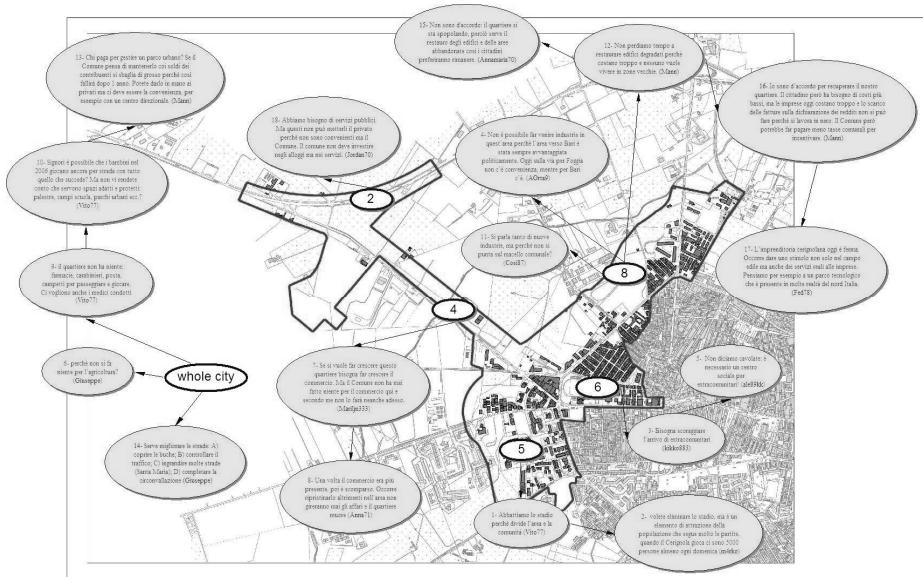 15- Non sono d'accordo: il quartiere si
sta spopolando, perciò serve il
restauro degli edifici e delle aree
abbandonate così i cittadini
preferiranno rimanere. (Annamaria70)
12- Non perdiamo tempo a
restaurare edifici degradati perché
costano troppo e nessuno vuole
vivere in zone vecchie. (Mann)
13- Chi paga per gestire un parco urbano? Se il
Comune pensa di mantenerlo coi soldi dei
contribuenti si sbaglia di grosso perché così
fallirà dopo 1 anno. Potete darlo in mano ai
privati ma ci deve essere la convenienza, per
esempio con un centro direzionale. (Mann)
16- Io sono d'accordo per recuperare il nostro
quartiere. Il cittadino però ha bisogno di costi più
bassi, ma le imprese oggi costano troppo e lo scarico
delle fatture sulla dichiarazione dei redditi non si può
fare perché si lavora in nero. Il Comune però
potrebbe far pagare meno tasse comunali per
incentivare. (Mann)
18- Abbiamo bisogno di servizi pubblici.
Ma questi non può metterli il privato
perché non sono convenienti ma il
Comune. Il comune non deve investire
negli alloggi ma nei servizi. (Jordan70)
4- Non è possibile far venire industrie in
quest'area perché l'area verso Bari è
stata sempre avvantaggiata
politicamente. Oggi sulla via per Foggia
non c'è convenienza, mentre per Bari
c'è.
10- Signori è possibile che i bambini nel
2008 giocano ancora per strada con tutto
quello che succede? Ma non vi rendete
conto che servono spazi adatti e protetti:
palestre, campi scuola, parchi urbani ecc.?
(Vito77)
2
11- Si parla tanto di nuove
industrie, ma perché non si
punta sul macello comunale?
(Cosi87)
8
17- L'imprenditoria cerignolana oggi è ferma.
Occorre dare uno stimolo non solo nel campo
edile ma anche dei servizi reali alle imprese.
Pensiamo per esempio a un parco tecnologico
che è presente in molte realtà del nord Italia.
(Fed78)
9- il quartiere non ha niente:
farmacie, carabinieri, posta,
campetti per passeggiare e giocare.
Ci vogliono anche i medici condotti.
(Vito77)
4
6- perché non si fa
niente per l'agricoltura?
(Giuseppe)
whole city
7- Se si vuole far crescere questo
quartiere bisogna far crescere il
commercio. Ma il Comune non ha mai
fatto niente per il commercio qui e
secondo me non lo farà neanche adesso.
(Marilyn333)
6
5- Non diciamo cavolate: è
necessario un centro
sociale per
extracomunitari!
3- Bisogna scoraggiare
l'arrivo di extracomunitari
(kikko883)
14- Serve migliorare le strade: A)
coprire le buche; B) controllare il
traffico; C) ingrandire molte strade
(Santa Maria); D) completare la
circonvallazione (Giuseppe)
5
8- Una volta il commercio era più
presente, poi è scomparso. Occorre
ripristinarlo altrimenti nell'area non
gireranno mai gli affari e il quartiere
muore (Anna71)
1- Abbattiamo lo stadio
perché divide l'area e la
comunità (Vito77)
2- volete eliminare lo stadio, ma è un
elemento di attrazione della
popolazione che segue molto le partite,
quando il Cerignola gioca ci sono 5000
persone almeno ogni domenica